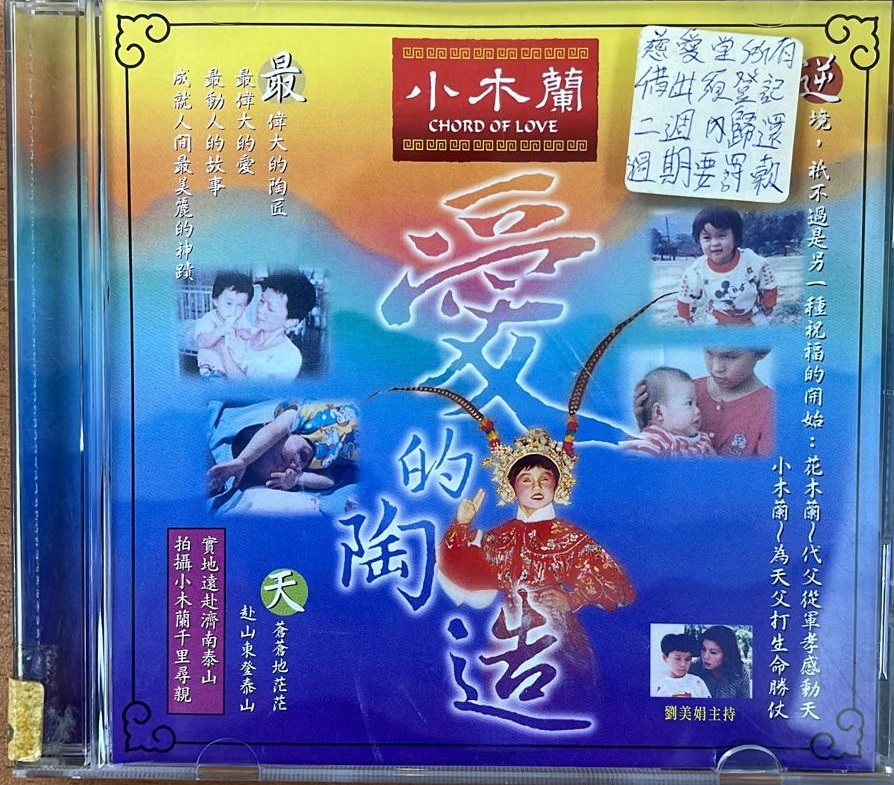 小木蘭
CHORD OF LOVE
慈愛堂所有
借出須登記
二週內歸還
過期要罰款
逆境，祇不過是另一種祝福的開始：
花木蘭～代父從軍孝感動天
小木蘭～為天父打生命勝仗
最偉大的陶匠
最偉大的愛
最動人的故事
成就人間最美麗的神蹟
愛的陶造
天蒼蒼地茫茫
赴山東登泰山
實地遠赴濟南泰山
拍攝小木蘭千里尋親
劉美娟主持